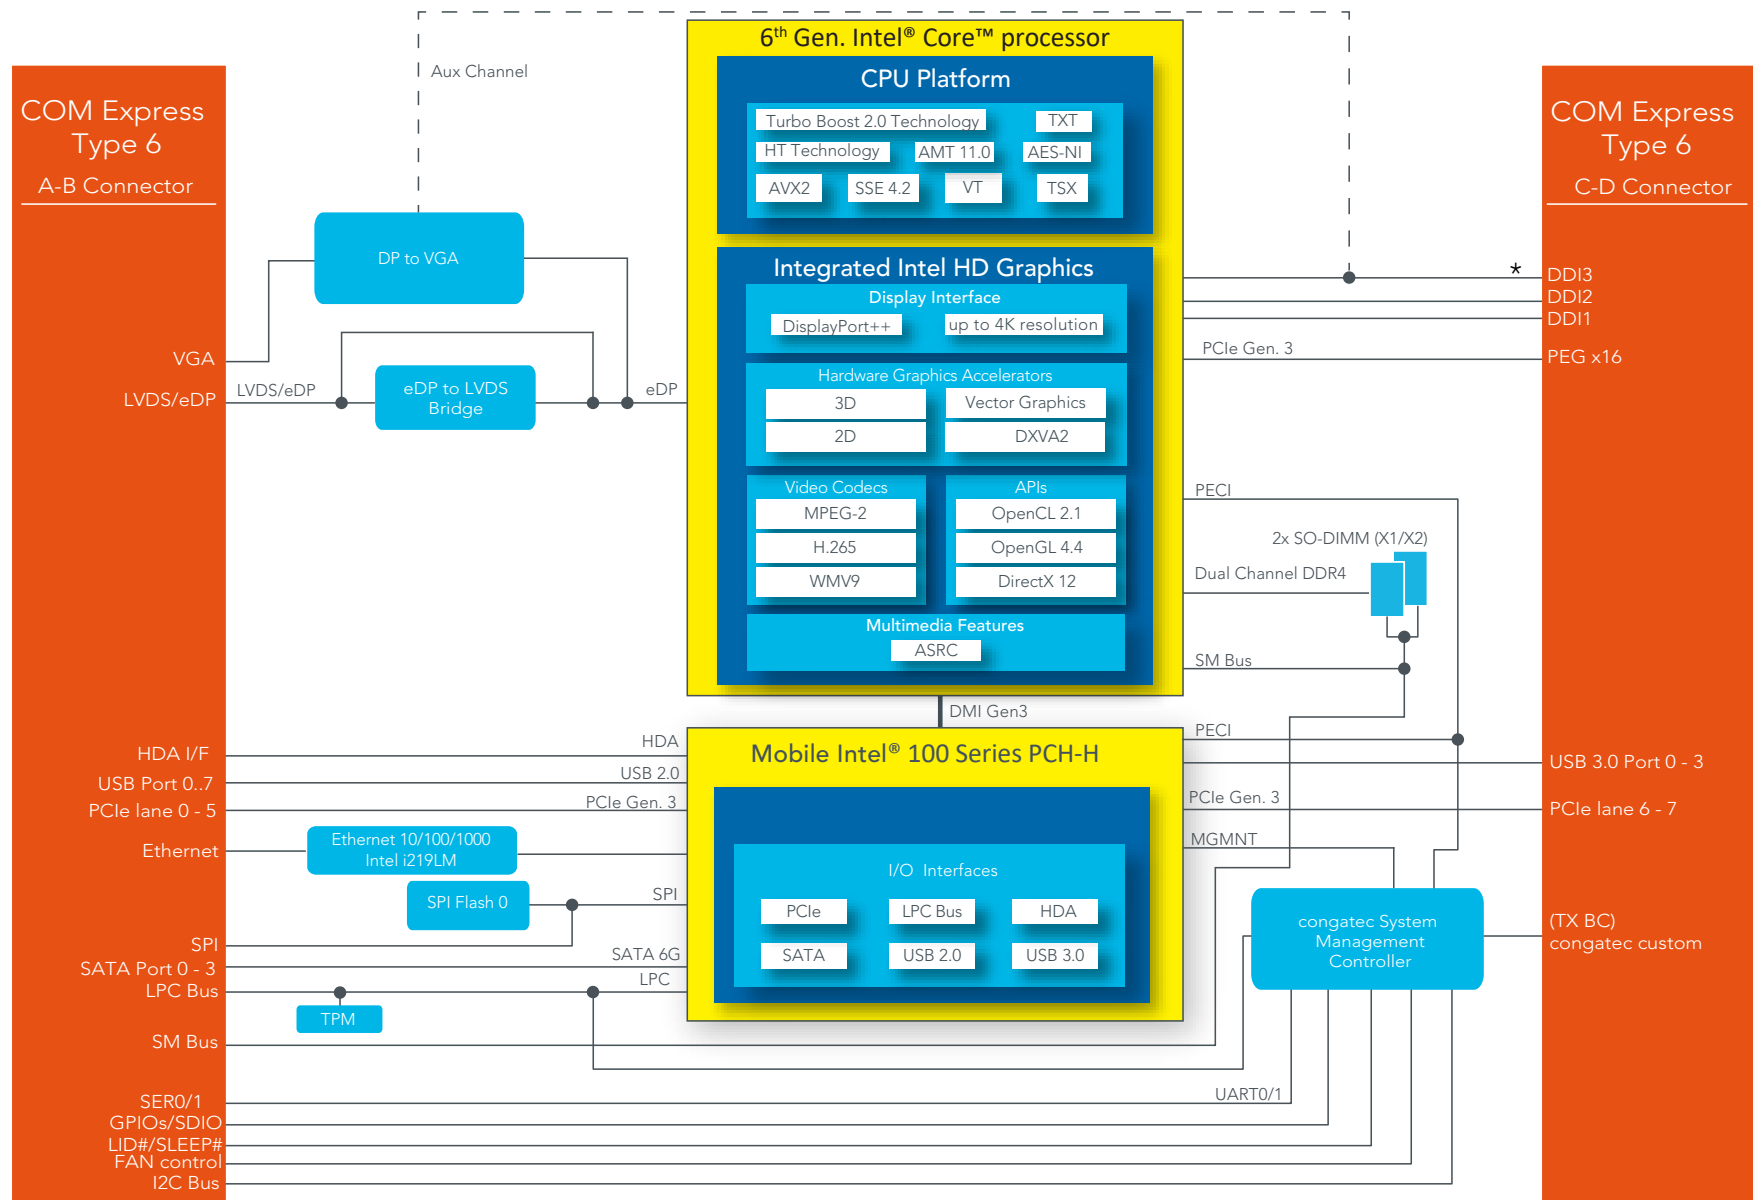 6th Gen. Intel® Core™ processor
CPU Platform
Turbo Boost 2.0 Technology
TXT
HT Technology
AMT 11.0
AES-NI
AVX2
SSE 4.2
VT
TSX
Integrated Intel HD Graphics
Display Interface
DisplayPort++
up to 4K resolution
Hardware Graphics Accelerators
3D
Vector Graphics
2D
DXVA2
Video Codecs
MPEG-2
H.265
WMV9
APIs
OpenCL 2.1
OpenGL 4.4
DirectX 12
Multimedia Features
ASRC
DMI Gen3
Mobile Intel® 100 Series PCH-H
I/O Interfaces
PCIe
LPC Bus
HDA
SATA
USB 2.0
USB 3.0
COM Express
Type 6
A-B Connector
VGA
LVDS/eDP
HDA I/F
USB Port 0..7
PCIe lane 0 - 5
Ethernet
SPI
SATA Port 0 - 3
LPC Bus
SM Bus
SER0/1
GPIOs/SDIO
LID#/SLEEP#
FAN control
I2C Bus
Aux Channel
DP to VGA
LVDS/eDP
eDP to LVDS
Bridge
eDP
HDA
USB 2.0
PCIe Gen. 3
Ethernet 10/100/1000
Intel i219LM
SPI Flash 0
SPI
SATA 6G
LPC
TPM
PCIe Gen. 3
PECI
2x SO-DIMM (X1/X2)
Dual Channel DDR4
SM Bus
PECI
PCIe Gen. 3
MGMNT
congatec System
Management
Controller
UART0/1
COM Express
Type 6
C-D Connector
* DDI3
DDI2
DDI1
PEG x16
USB 3.0 Port 0 - 3
PCIe lane 6 - 7
(TX BC)
congatec custom